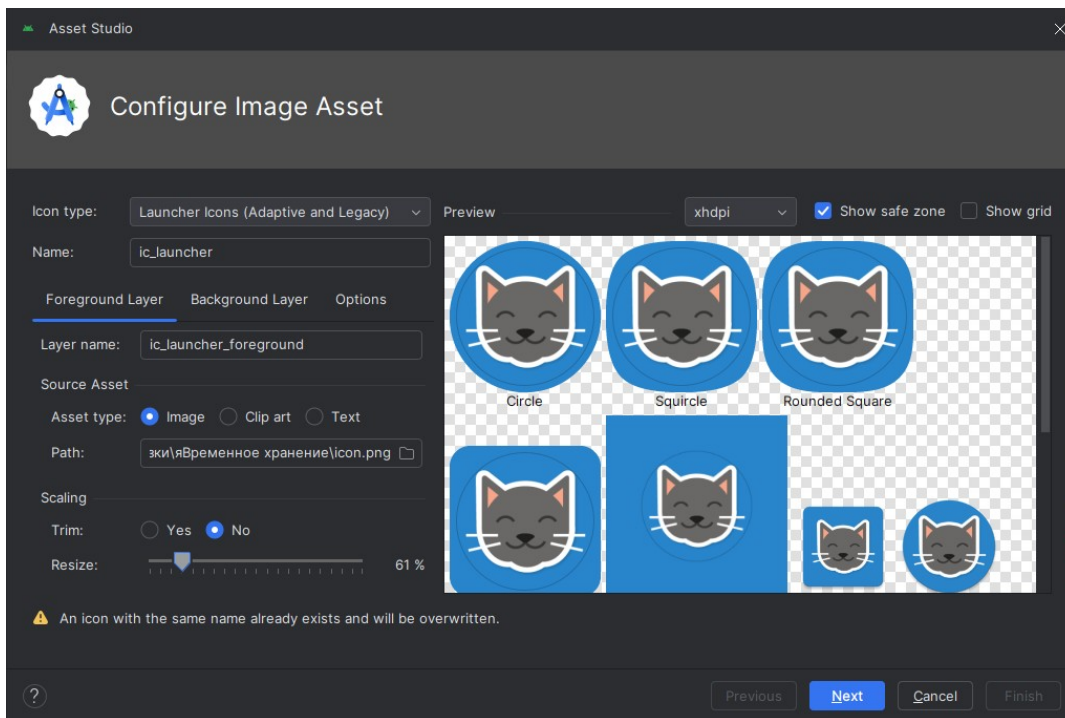 Asset Studio
Configure Image Asset
Icon type: Launcher Icons (Adaptive and Legacy)
Preview xhdpi Show safe zone Show grid
Name: ic_launcher
Foreground Layer Background Layer Options
Layer name: ic_launcher_foreground
Source Asset
Asset type: Image Clip art Text
Path: зки\яВременное хранение\icon.png
Scaling
Trim: Yes No
Resize: 61 %
Circle Squircle Rounded Square
An icon with the same name already exists and will be overwritten.
? Previous Next Cancel Finish